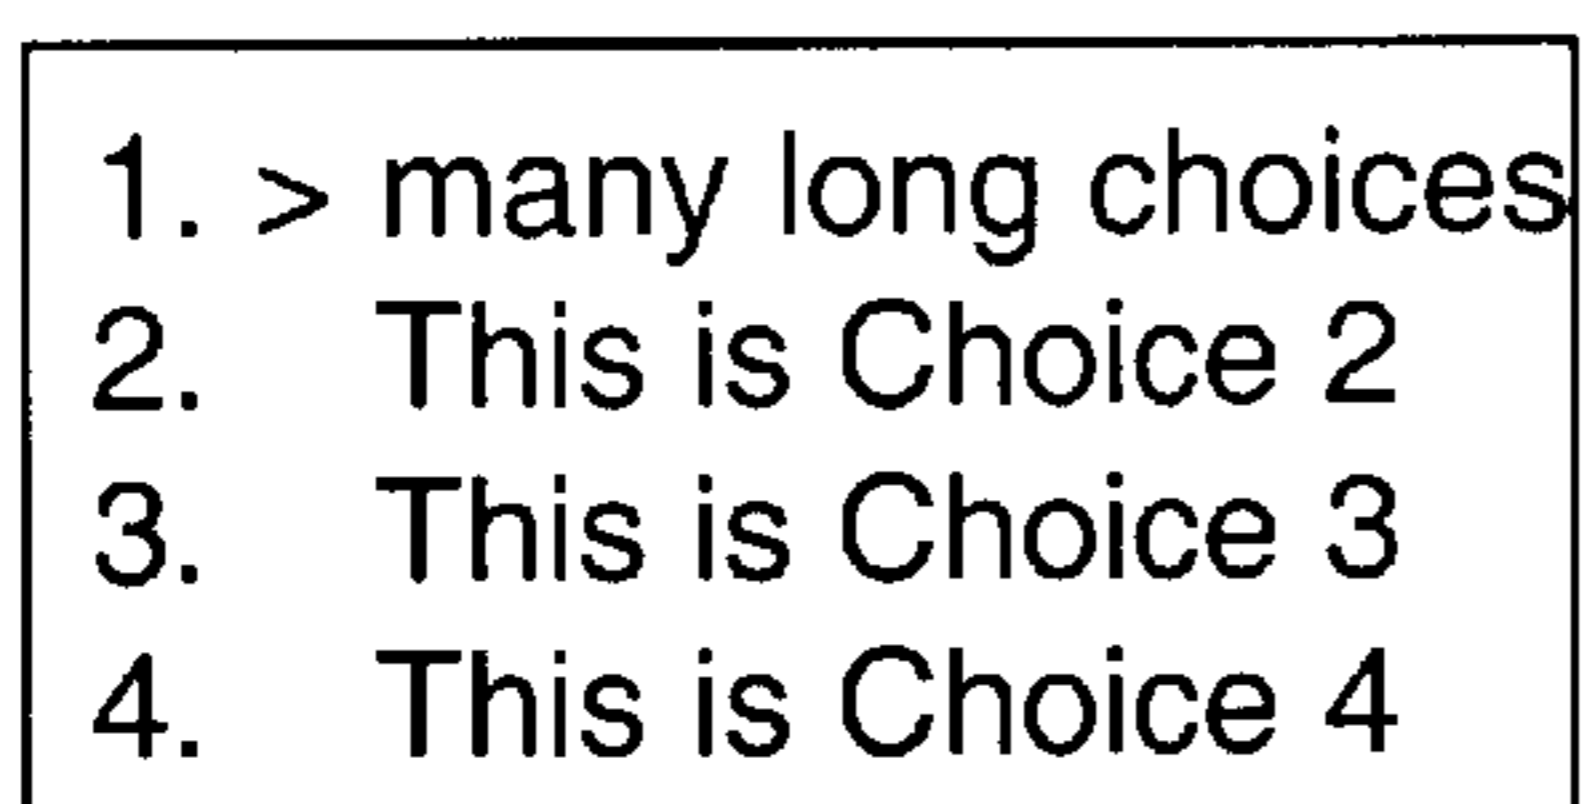 1. > many long choices
2. This is Choice 2
3. This is Choice 3
4. This is Choice 4